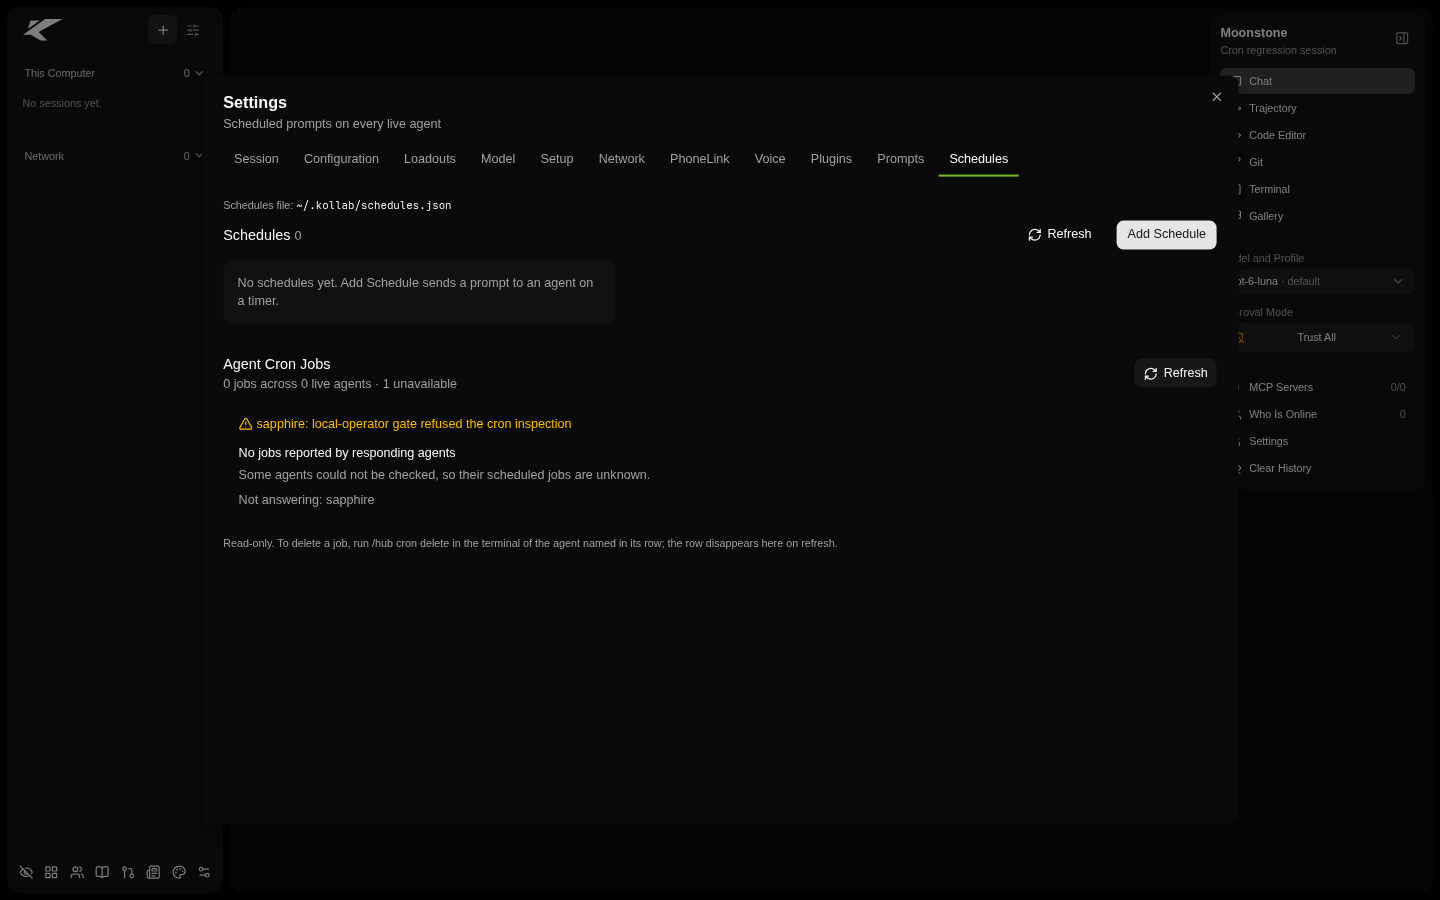 This Computer 0
No sessions yet.
Network 0
Settings
Scheduled prompts on every live agent
Session Configuration Loadouts Model Setup Network PhoneLink Voice Plugins Prompts Schedules
Schedules file: ~/.kollab/schedules.json
Schedules 0
Refresh
Add Schedule
No schedules yet. Add Schedule sends a prompt to an agent on
a timer.
Agent Cron Jobs
0 jobs across 0 live agents · 1 unavailable
Refresh
sapphire: local-operator gate refused the cron inspection
No jobs reported by responding agents
Some agents could not be checked, so their scheduled jobs are unknown.
Not answering: sapphire
Read-only. To delete a job, run /hub cron delete in the terminal of the agent named in its row; the row disappears here on refresh.
Moonstone
Cron regression session
Chat
Trajectory
Code Editor
Git
Terminal
Gallery
and Profile
· default
Mode
Trust All
MCP Servers 0/0
Who Is Online 0
Settings
Clear History